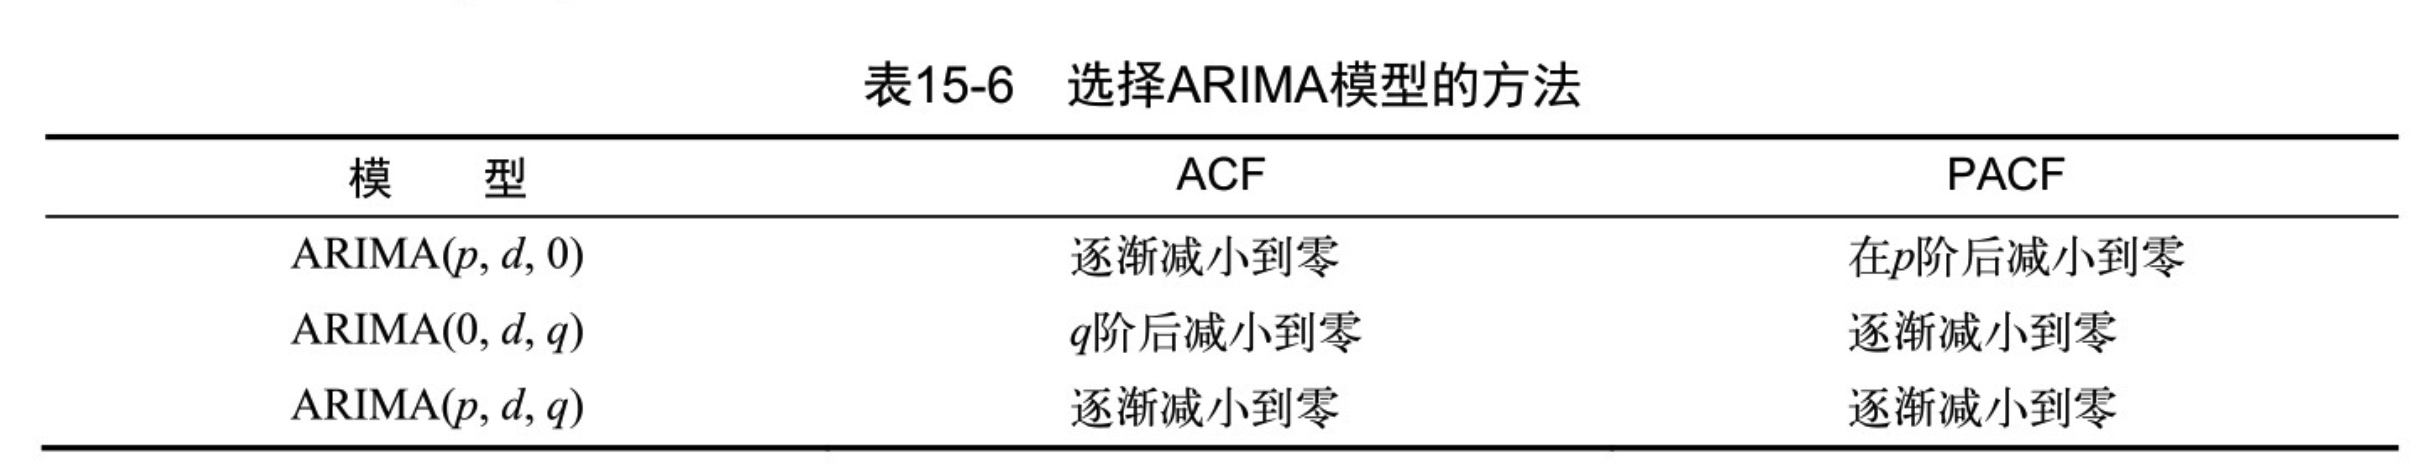 表15-6 选择ARIMA模型的方法
模 型 ACF PACF
ARIMA(p, d, 0) 逐渐减小到零 在p阶后减小到零
ARIMA(0, d, q) q阶后减小到零 逐渐减小到零
ARIMA(p, d, q) 逐渐减小到零 逐渐减小到零